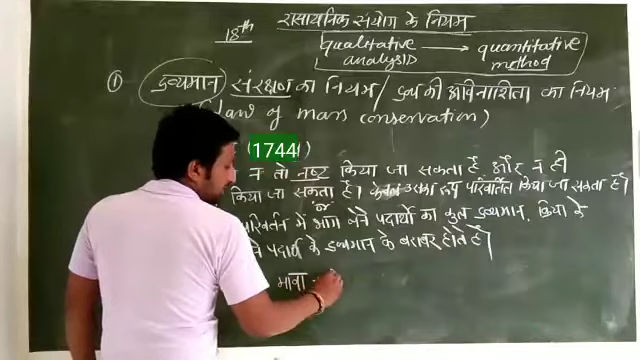 रासायनिक संयोग के नियम
18th
qualitative analysis → quantitative method
① द्रव्यमान संरक्षण का नियम / द्रव्य की अविनाशिता का नियम
(law of mass conservation)
1744
न तो नष्ट किया जा सकता है और न ही
किया जा सकता है। केवल उसका रूप परिवर्तित किया जा सकता है।
or
परिवर्तन में भाग लेने पदार्थो का कुल द्रव्यमान, क्रिया के
पदार्थ के द्रव्यमान के बराबर होते हैं।